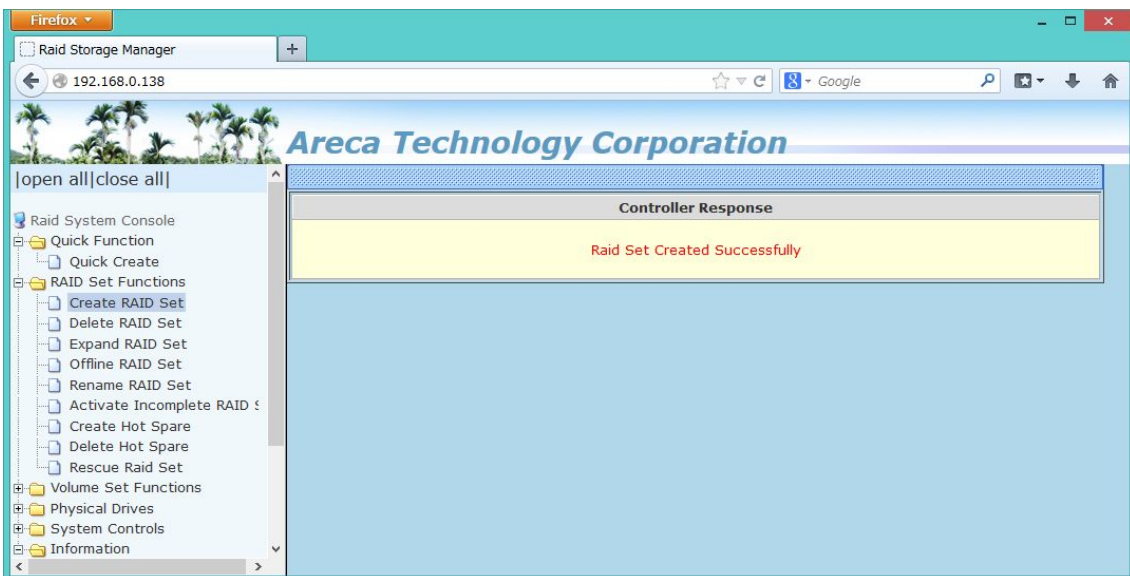 Firefox
Raid Storage Manager
192.168.0.138
Google
Areca Technology Corporation
|open all|close all|
Raid System Console
Quick Function
Quick Create
RAID Set Functions
Create RAID Set
Delete RAID Set
Expand RAID Set
Offline RAID Set
Rename RAID Set
Activate Incomplete RAID S
Create Hot Spare
Delete Hot Spare
Rescue Raid Set
Volume Set Functions
Physical Drives
System Controls
Information
Controller Response
Raid Set Created Successfully